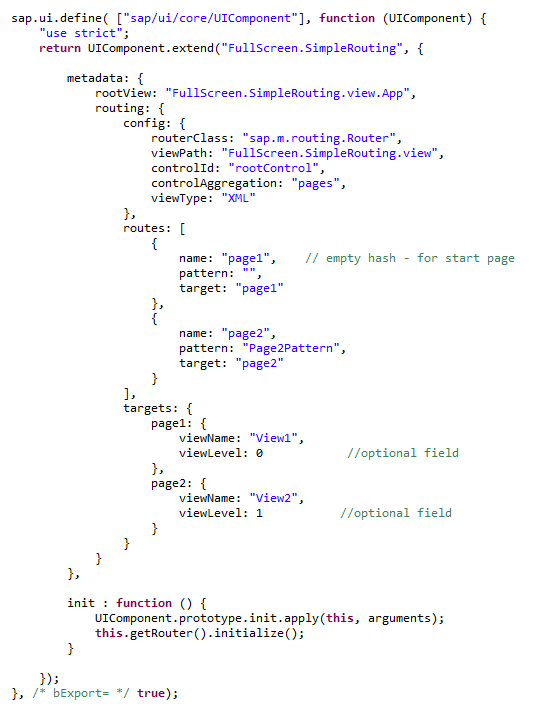 sap.ui.define( ["sap/ui/core/UIComponent"], function (UIComponent) {
    "use strict";
    return UIComponent.extend("FullScreen.SimpleRouting", {

        metadata: {
            rootView: "FullScreen.SimpleRouting.view.App",
            routing: {
                config: {
                    routerClass: "sap.m.routing.Router",
                    viewPath: "FullScreen.SimpleRouting.view",
                    controlId: "rootControl",
                    controlAggregation: "pages",
                    viewType: "XML"
                },
                routes: [
                    {
                        name: "page1",    // empty hash - for start page
                        pattern: "",
                        target: "page1"
                    },
                    {
                        name: "page2",
                        pattern: "Page2Pattern",
                        target: "page2"
                    }
                ],
                targets: {
                    page1: {
                        viewName: "View1",
                        viewLevel: 0            //optional field
                    },
                    page2: {
                        viewName: "View2",
                        viewLevel: 1           //optional field
                    }
                }
            }
        },

        init : function () {
            UIComponent.prototype.init.apply(this, arguments);
            this.getRouter().initialize();
        }

    });
}, /* bExport= */ true);